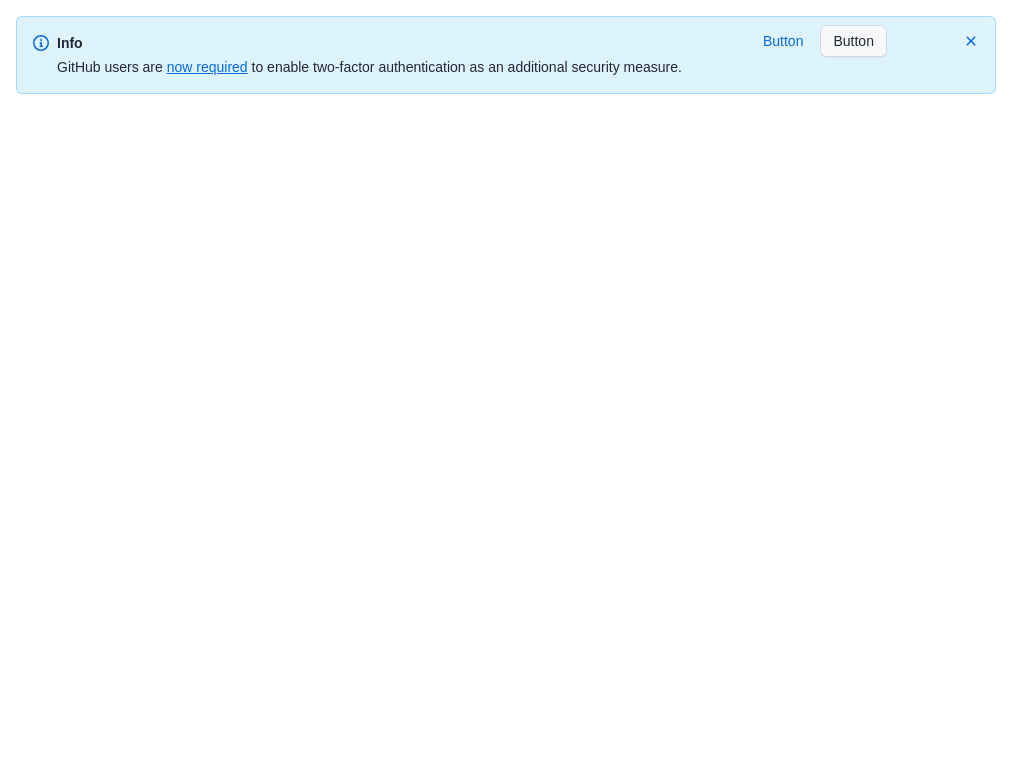 Info
GitHub users are now required to enable two-factor authentication as an additional security measure.
Button
Button